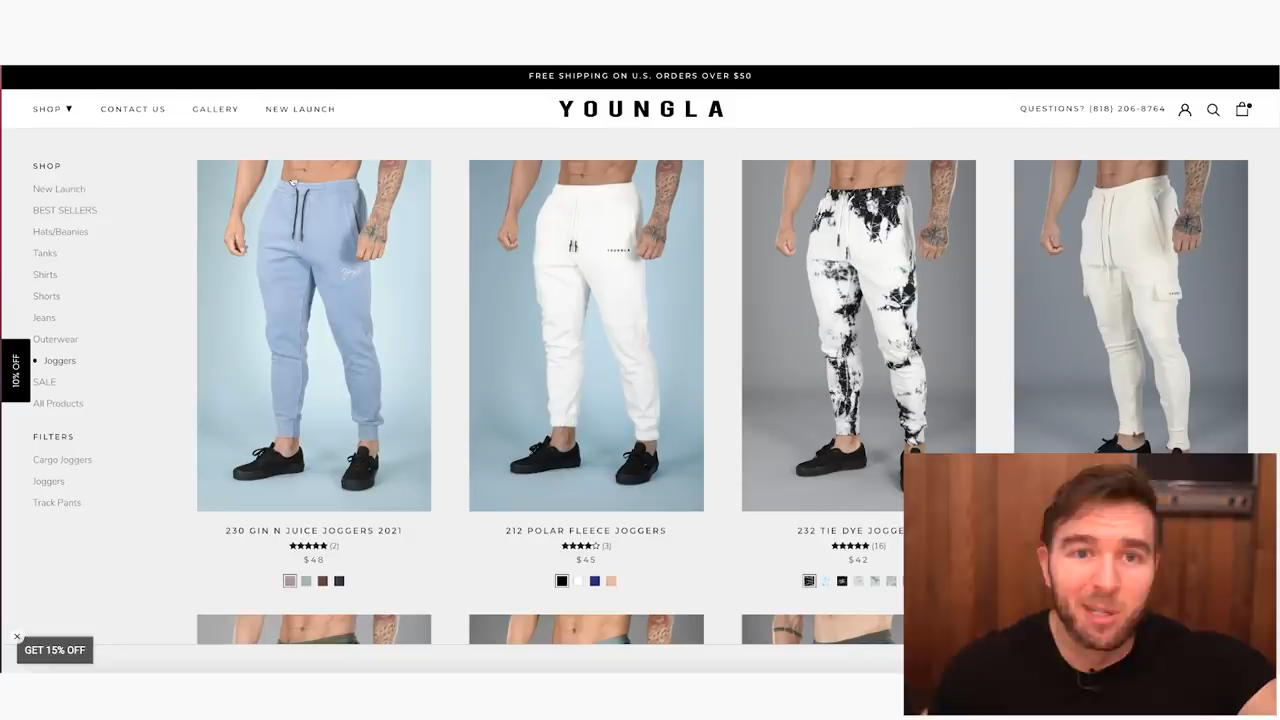 FREE SHIPPING ON U.S. ORDERS OVER $50
SHOP ▼ CONTACT US GALLERY NEW LAUNCH YOUNGLA QUESTIONS? (818) 206-8764
SHOP
New Launch
BEST SELLERS
Hats/Beanies
Tanks
Shirts
Shorts
Jeans
Outerwear
Joggers
SALE
All Products
FILTERS
Cargo Joggers
Joggers
Track Pants
10% OFF
YOUNGLA
230 GIN N JUICE JOGGERS 2021
★★★★★ (2)
$48
212 POLAR FLEECE JOGGERS
★★★★☆ (3)
$45
232 TIE DYE JOGGE
★★★★★ (16)
$42
GET 15% OFF